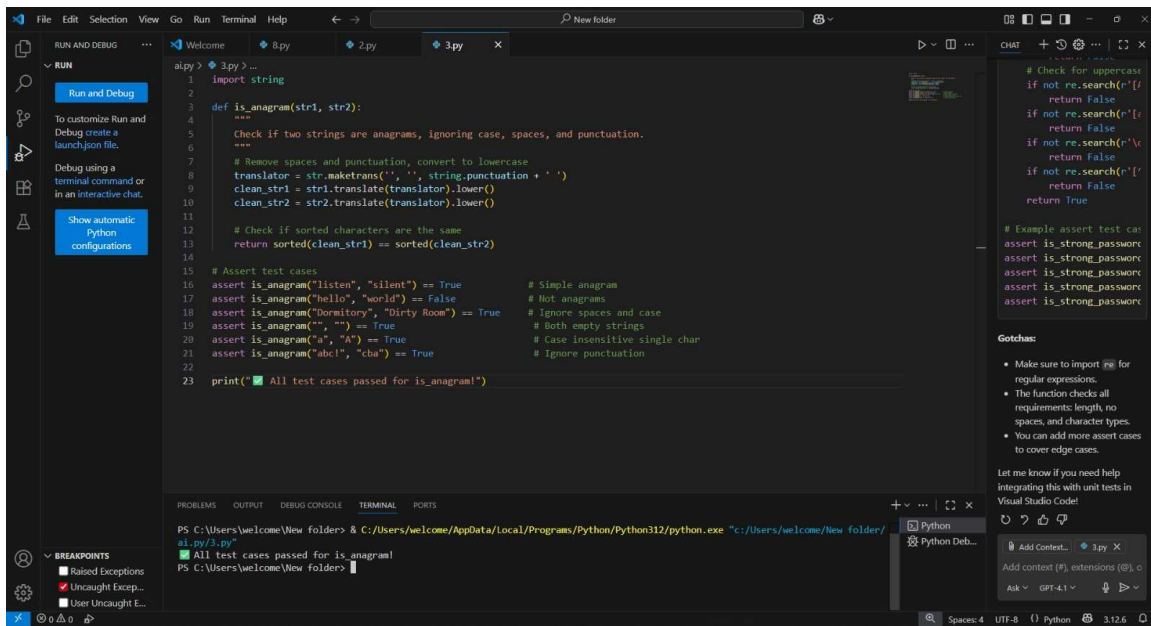 File Edit Selection View Go Run Terminal Help
New folder
RUN AND DEBUG
RUN
Run and Debug
To customize Run and
Debug create a
launch.json file.
Debug using a
terminal command or
in an interactive chat.
Show automatic
Python
configurations
BREAKPOINTS
Raised Exceptions
Uncaught Excep...
User Uncaught E...
Welcome 8.py 2.py 3.py
ai.py > 3.py > ...
1 import string
2
3 def is_anagram(str1, str2):
4 """
5 Check if two strings are anagrams, ignoring case, spaces, and punctuation.
6 """
7 # Remove spaces and punctuation, convert to lowercase
8 translator = str.maketrans('', '', string.punctuation + ' ')
9 clean_str1 = str1.translate(translator).lower()
10 clean_str2 = str2.translate(translator).lower()
11
12 # Check if sorted characters are the same
13 return sorted(clean_str1) == sorted(clean_str2)
14
15 # Assert test cases
16 assert is_anagram("listen", "silent") == True # Simple anagram
17 assert is_anagram("hello", "world") == False # Not anagrams
18 assert is_anagram("Dormitory", "Dirty Room") == True # Ignore spaces and case
19 assert is_anagram("", "") == True # Both empty strings
20 assert is_anagram("a", "A") == True # Case insensitive single char
21 assert is_anagram("abc!", "cba") == True # Ignore punctuation
22
23 print("✅ All test cases passed for is_anagram!")
PROBLEMS OUTPUT DEBUG CONSOLE TERMINAL PORTS
PS C:\Users\welcome\New folder> & C:/Users/welcome/AppData/Local/Programs/Python/Python312/python.exe "c:/Users/welcome/New folder/
ai.py/3.py"
✅ All test cases passed for is_anagram!
PS C:\Users\welcome\New folder>
Python
Python Deb...
CHAT
# Check for uppercase
if not re.search(r'[
return False
if not re.search(r'[
return False
if not re.search(r'\
return False
if not re.search(r'[
return False
return True
# Example assert test cas
assert is_strong_password
assert is_strong_password
assert is_strong_password
assert is_strong_password
assert is_strong_password
Gotchas:
• Make sure to import re for
regular expressions.
• The function checks all
requirements: length, no
spaces, and character types.
• You can add more assert cases
to cover edge cases.
Let me know if you need help
integrating this with unit tests in
Visual Studio Code!
Add Context... 3.py
Add context (#), extensions (@), c
Ask GPT-4.1
0 0
Spaces: 4 UTF-8 {} Python 3.12.6